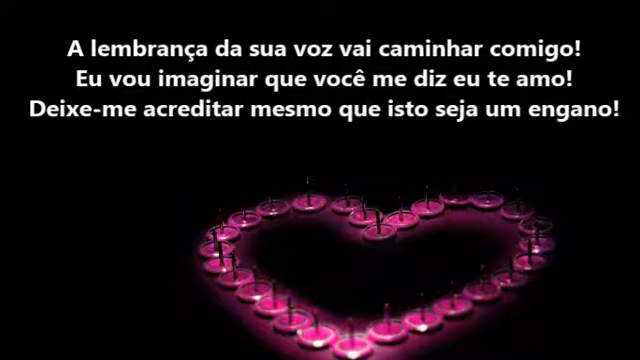 A lembrança da sua voz vai caminhar comigo!
Eu vou imaginar que você me diz eu te amo!
Deixe-me acreditar mesmo que isto seja um engano!